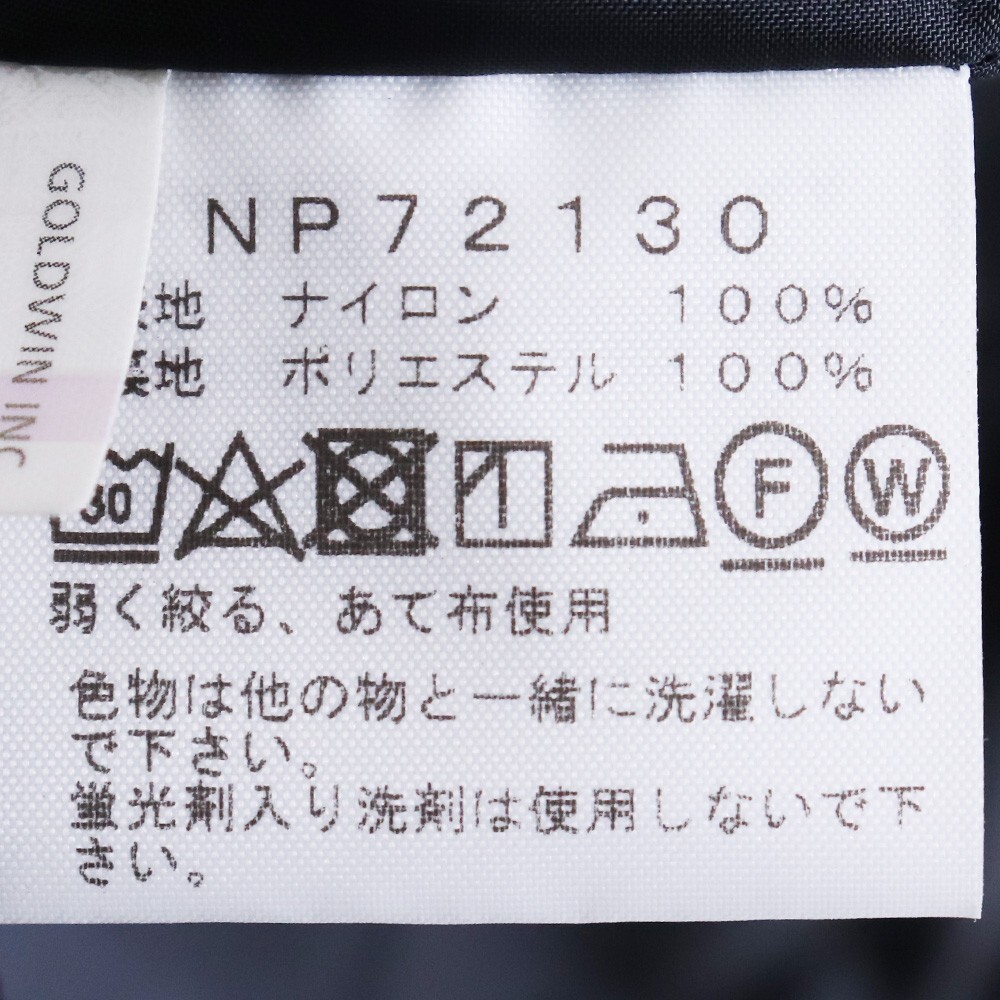 GOLDWIN INC
NP72130
表地 ナイロン 100%
裏地 ポリエステル 100%
30 F W
弱く絞る、あて布使用
色物は他の物と一緒に洗濯しない
で下さい。
蛍光剤入り洗剤は使用しないで下
さい。